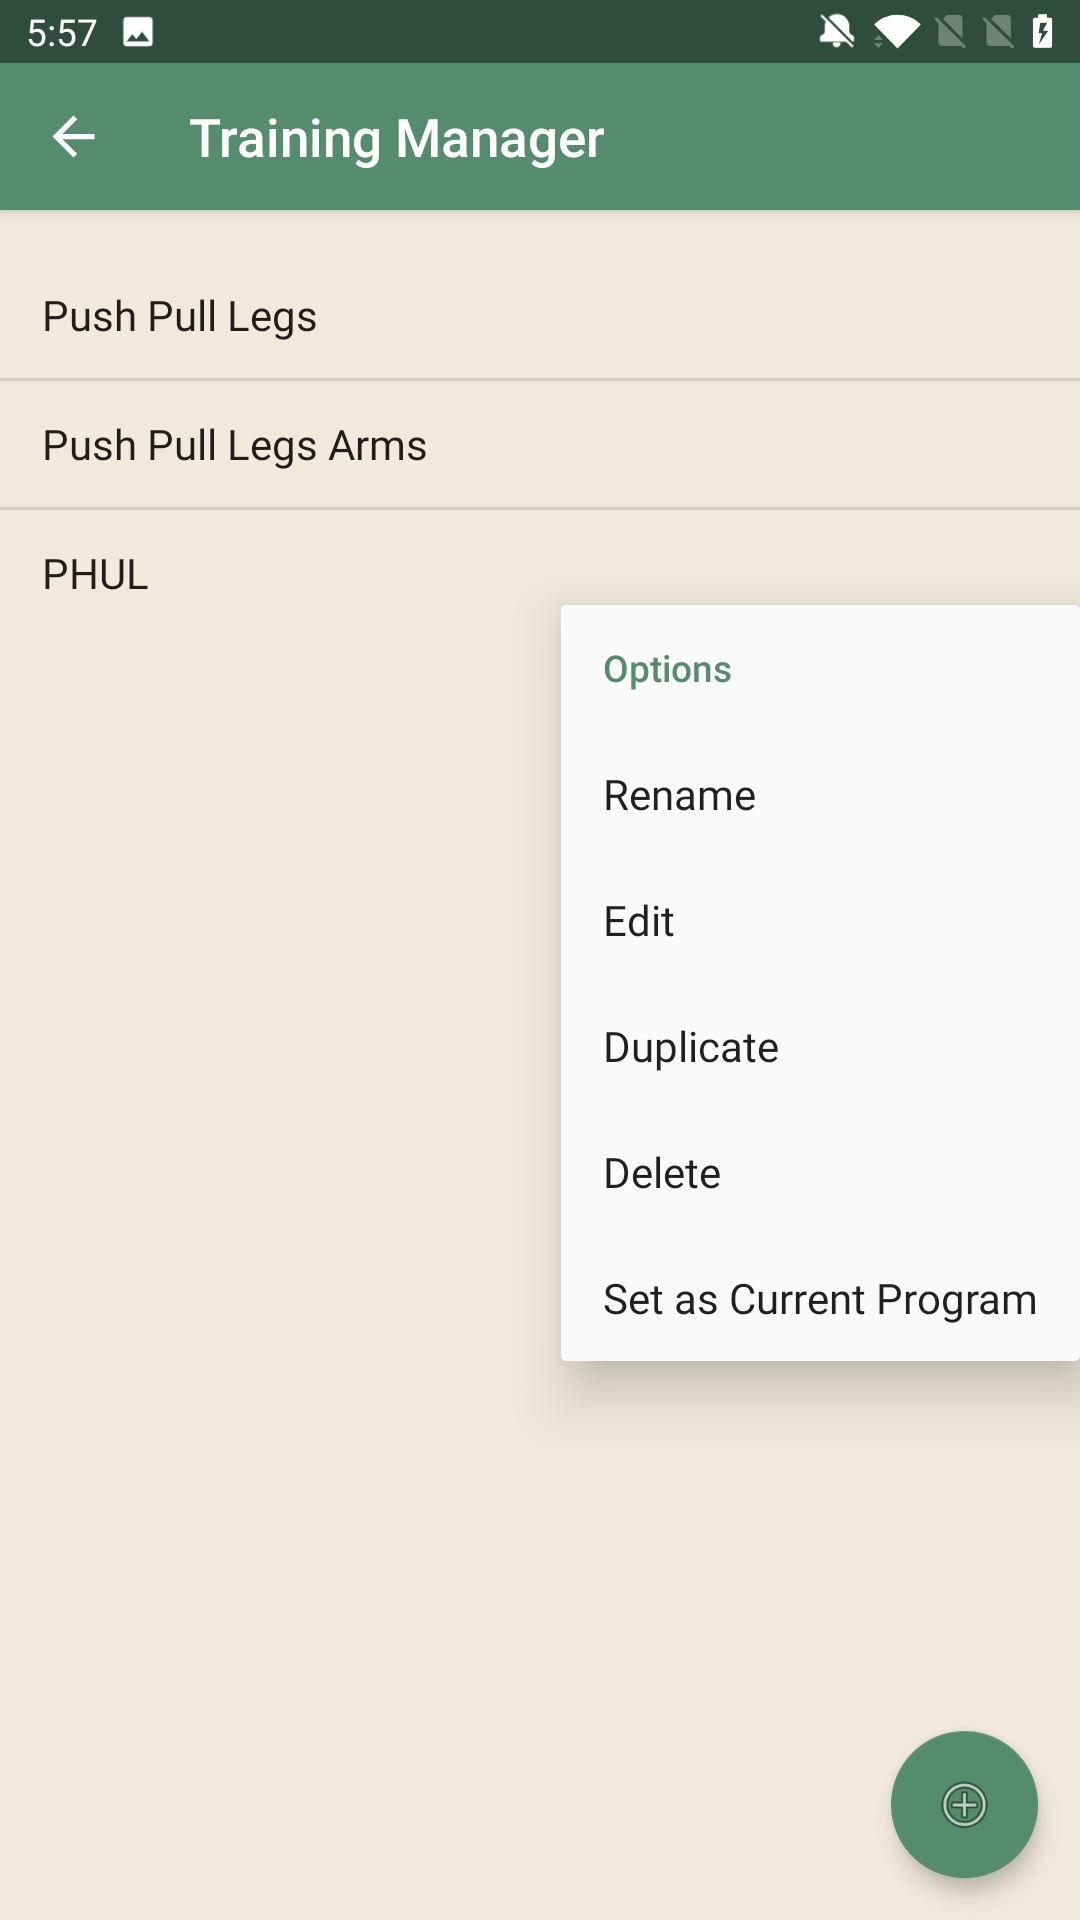 5:57
Training Manager
Push Pull Legs
Push Pull Legs Arms
PHUL
Options
Rename
Edit
Duplicate
Delete
Set as Current Program